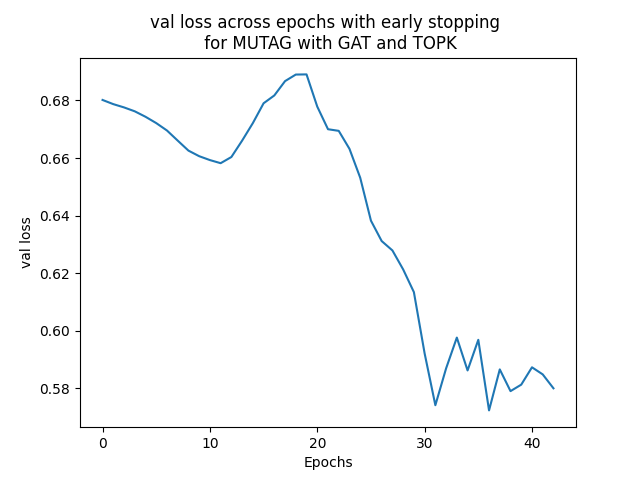 val loss across epochs with early stopping
for MUTAG with GAT and TOPK
0.68
0.66
0.64
0.62
0.60
0.58
val loss
0 10 20 30 40
Epochs